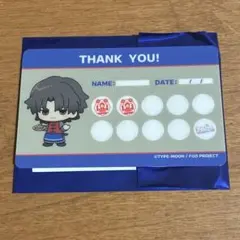 THANK YOU!
NAME: DATE: / /
©TYPE-MOON / FGO PROJECT